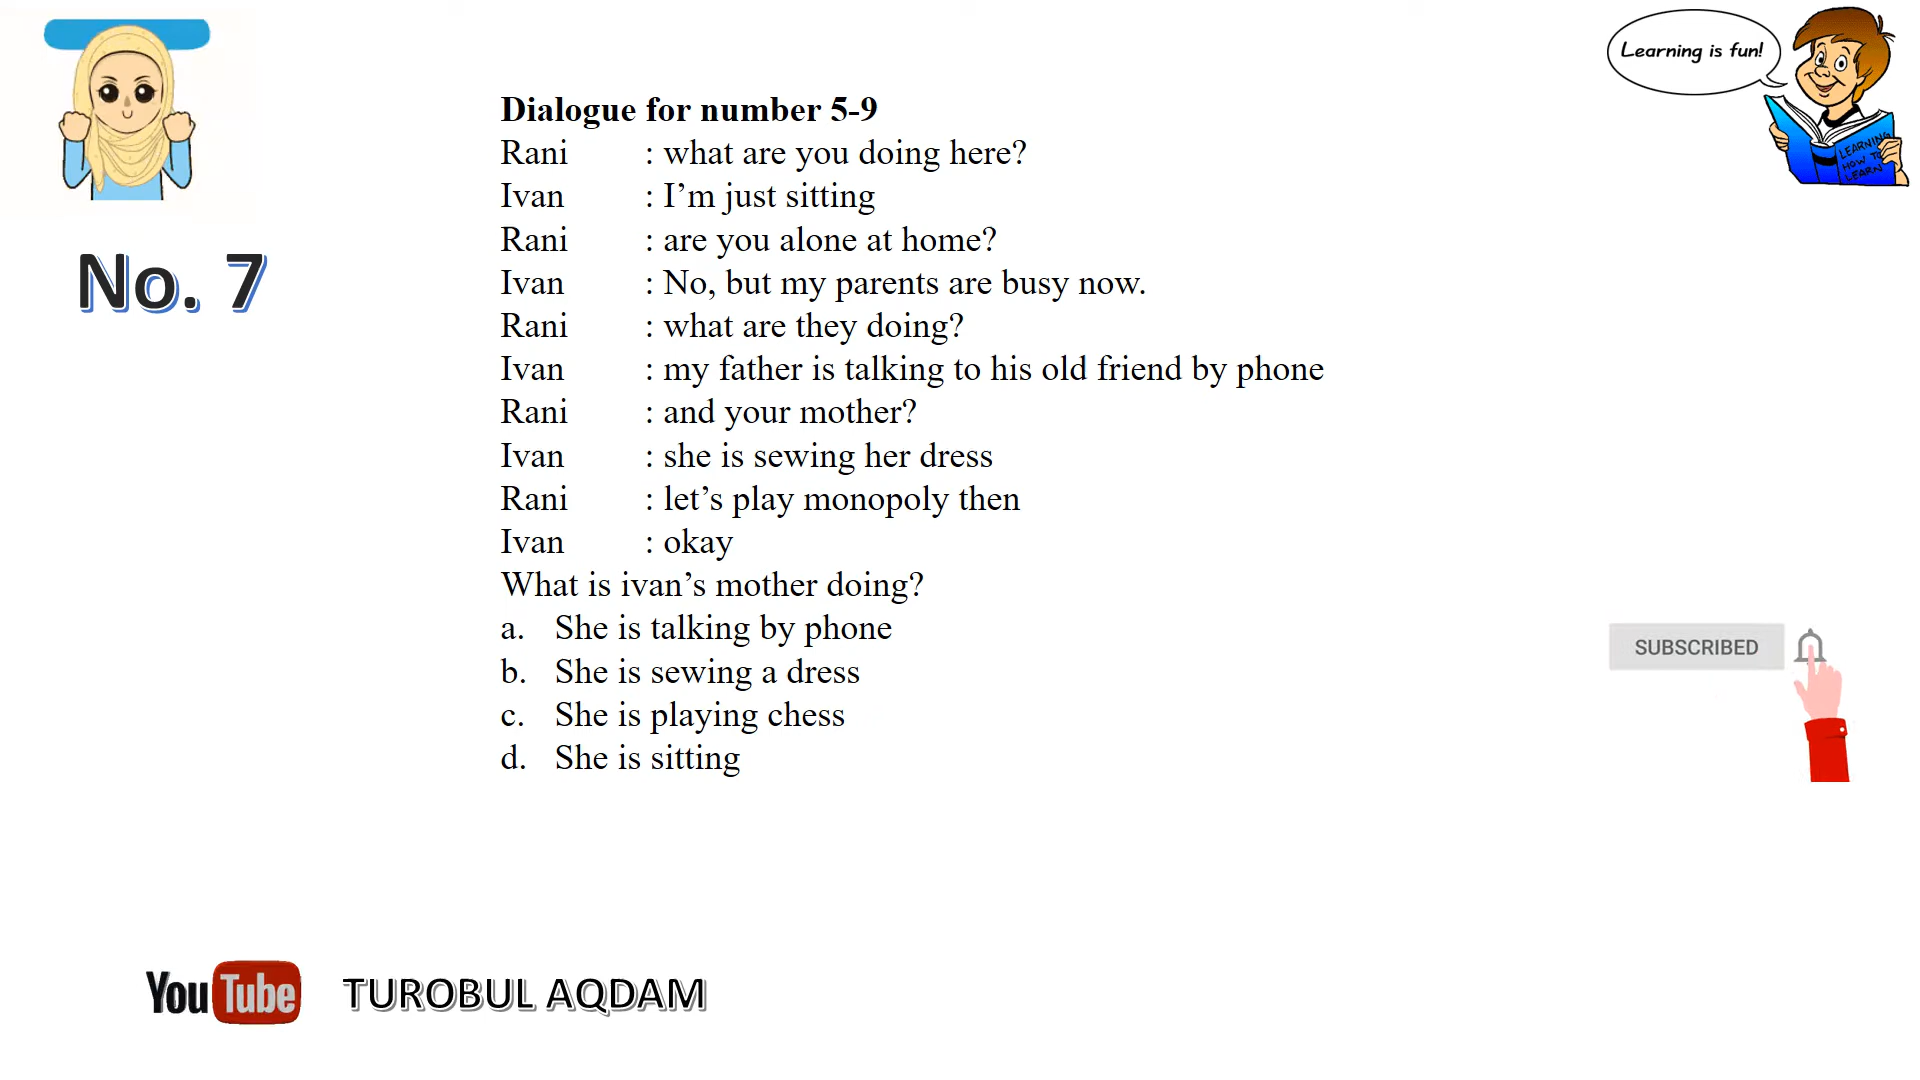 Learning is fun!
LEARNING
HOW TO
LEARN
No. 7
Dialogue for number 5-9
Rani : what are you doing here?
Ivan : I’m just sitting
Rani : are you alone at home?
Ivan : No, but my parents are busy now.
Rani : what are they doing?
Ivan : my father is talking to his old friend by phone
Rani : and your mother?
Ivan : she is sewing her dress
Rani : let’s play monopoly then
Ivan : okay
What is ivan’s mother doing?
a. She is talking by phone
b. She is sewing a dress
c. She is playing chess
d. She is sitting
SUBSCRIBED
YouTube TUROBUL AQDAM